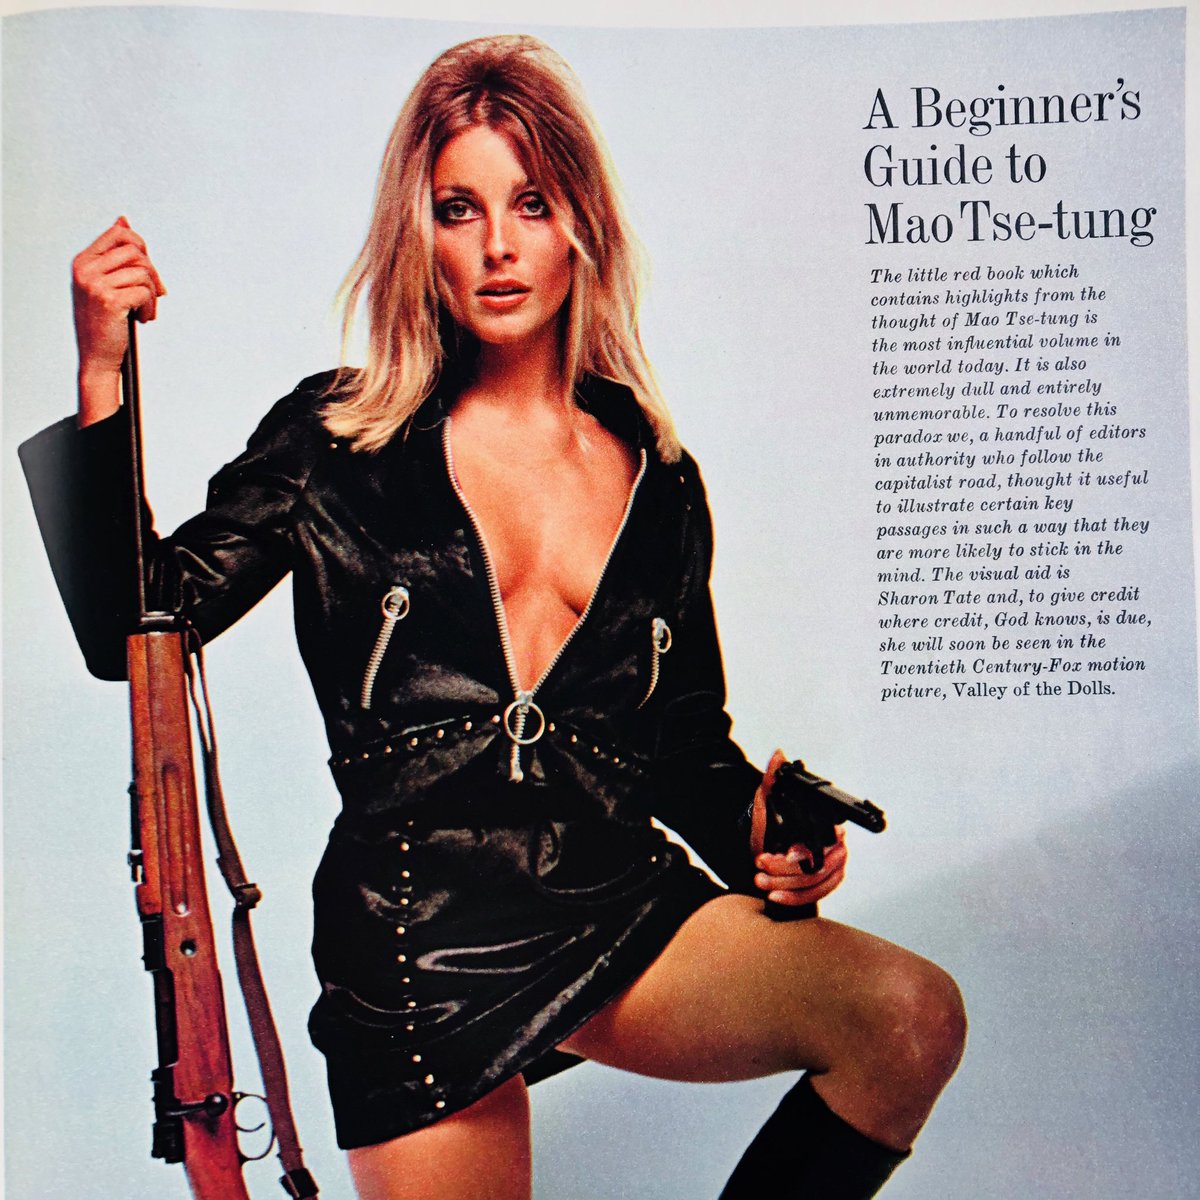 A Beginner's
Guide to
Mao Tse-tung
The little red book which
contains highlights from the
thought of Mao Tse-tung is
the most influential volume in
the world today. It is also
extremely dull and entirely
unmemorable. To resolve this
paradox we, a handful of editors
in authority who follow the
capitalist road, thought it useful
to illustrate certain key
passages in such a way that they
are more likely to stick in the
mind. The visual aid is
Sharon Tate and, to give credit
where credit, God knows, is due,
she will soon be seen in the
Twentieth Century-Fox motion
picture, Valley of the Dolls.